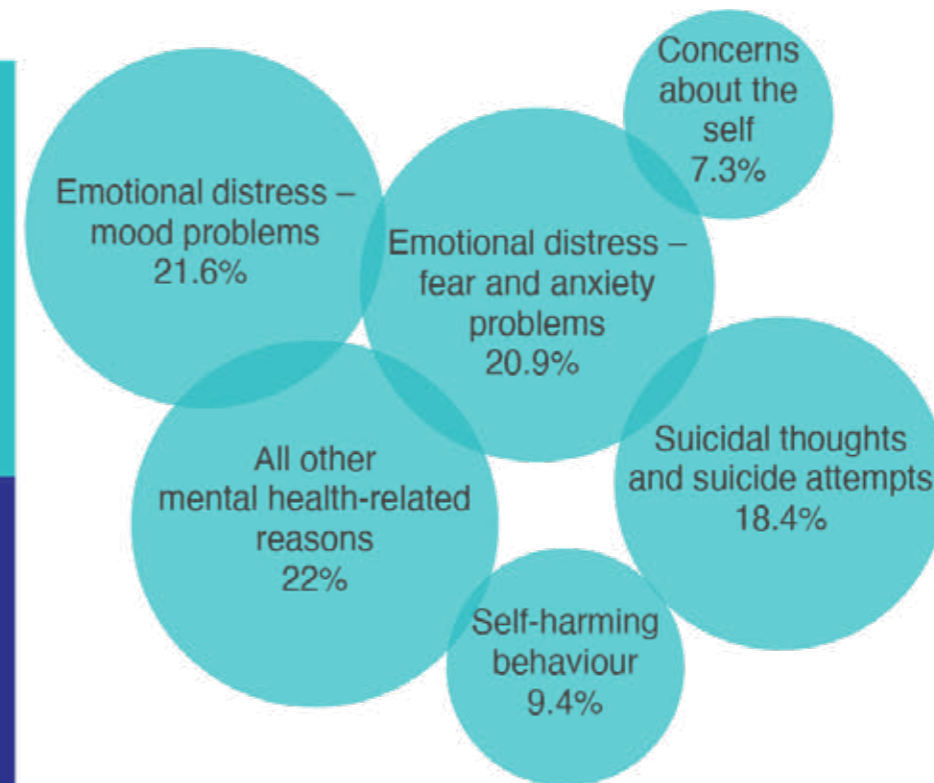 Concerns
about the
self
7.3%
Emotional distress –
mood problems
21.6%
Emotional distress –
fear and anxiety
problems
20.9%
All other
mental health-related
reasons
22%
Suicidal thoughts
and suicide attempts
18.4%
Self-harming
behaviour
9.4%